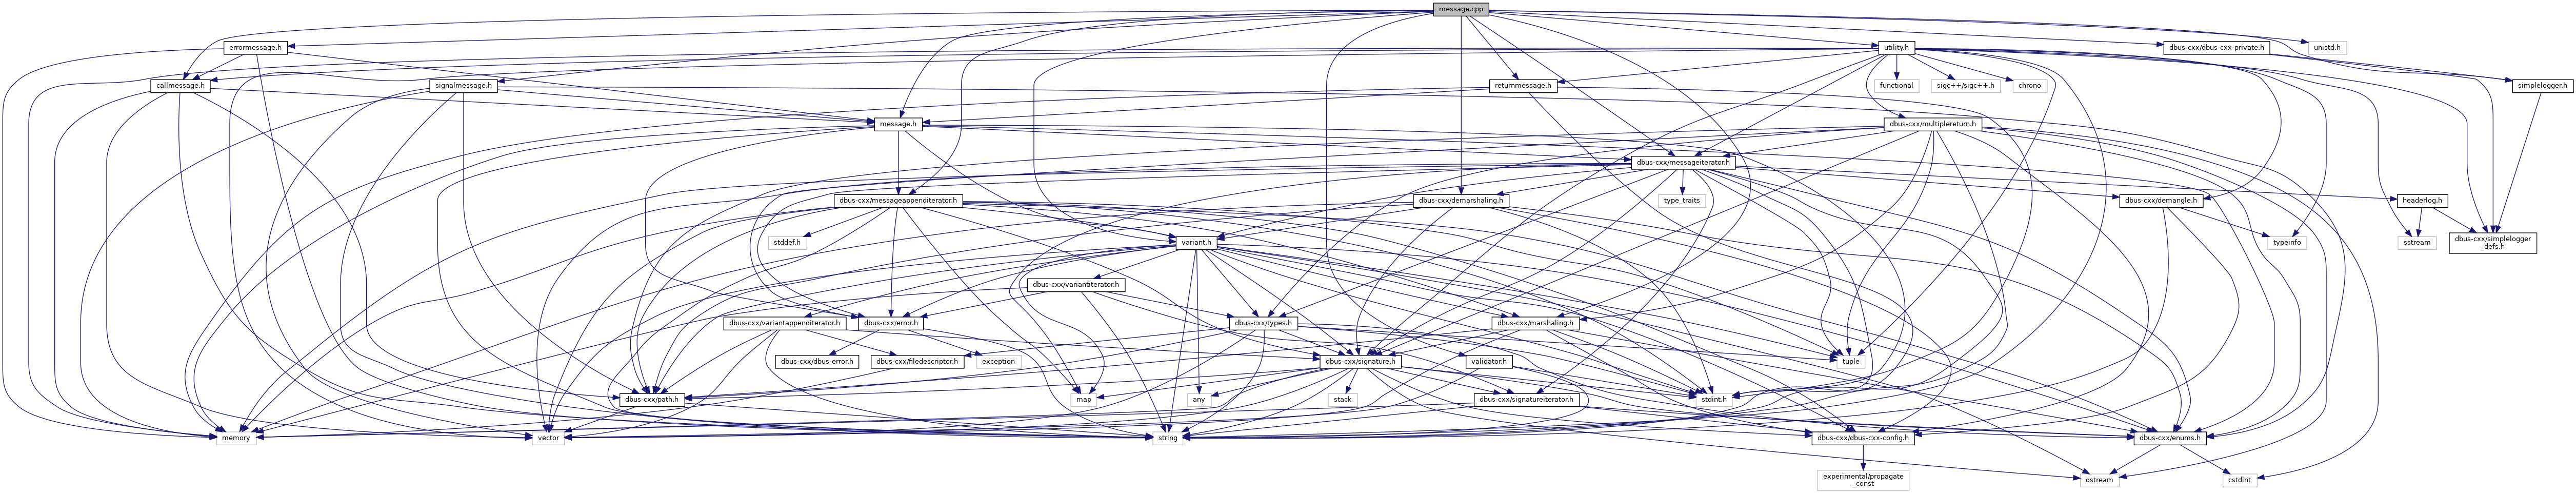 message.cpp
errormessage.h
utility.h
dbus-cxx/dbus-cxx-private.h
unistd.h
callmessage.h
signalmessage.h
returnmessage.h
functional
sigc++/sigc++.h
chrono
simplelogger.h
message.h
dbus-cxx/multiplereturn.h
dbus-cxx/messageiterator.h
dbus-cxx/messageappenditerator.h
dbus-cxx/demarshaling.h
type_traits
dbus-cxx/demangle.h
headerlog.h
stddef.h
variant.h
typeinfo
sstream
dbus-cxx/simplelogger
_defs.h
dbus-cxx/variantiterator.h
dbus-cxx/variantappenditerator.h
dbus-cxx/error.h
dbus-cxx/types.h
dbus-cxx/marshaling.h
dbus-cxx/dbus-error.h
dbus-cxx/filedescriptor.h
exception
dbus-cxx/signature.h
validator.h
tuple
dbus-cxx/path.h
map
any
stack
dbus-cxx/signatureiterator.h
stdint.h
memory
vector
string
dbus-cxx/dbus-cxx-config.h
dbus-cxx/enums.h
experimental/propagate
_const
ostream
cstdint